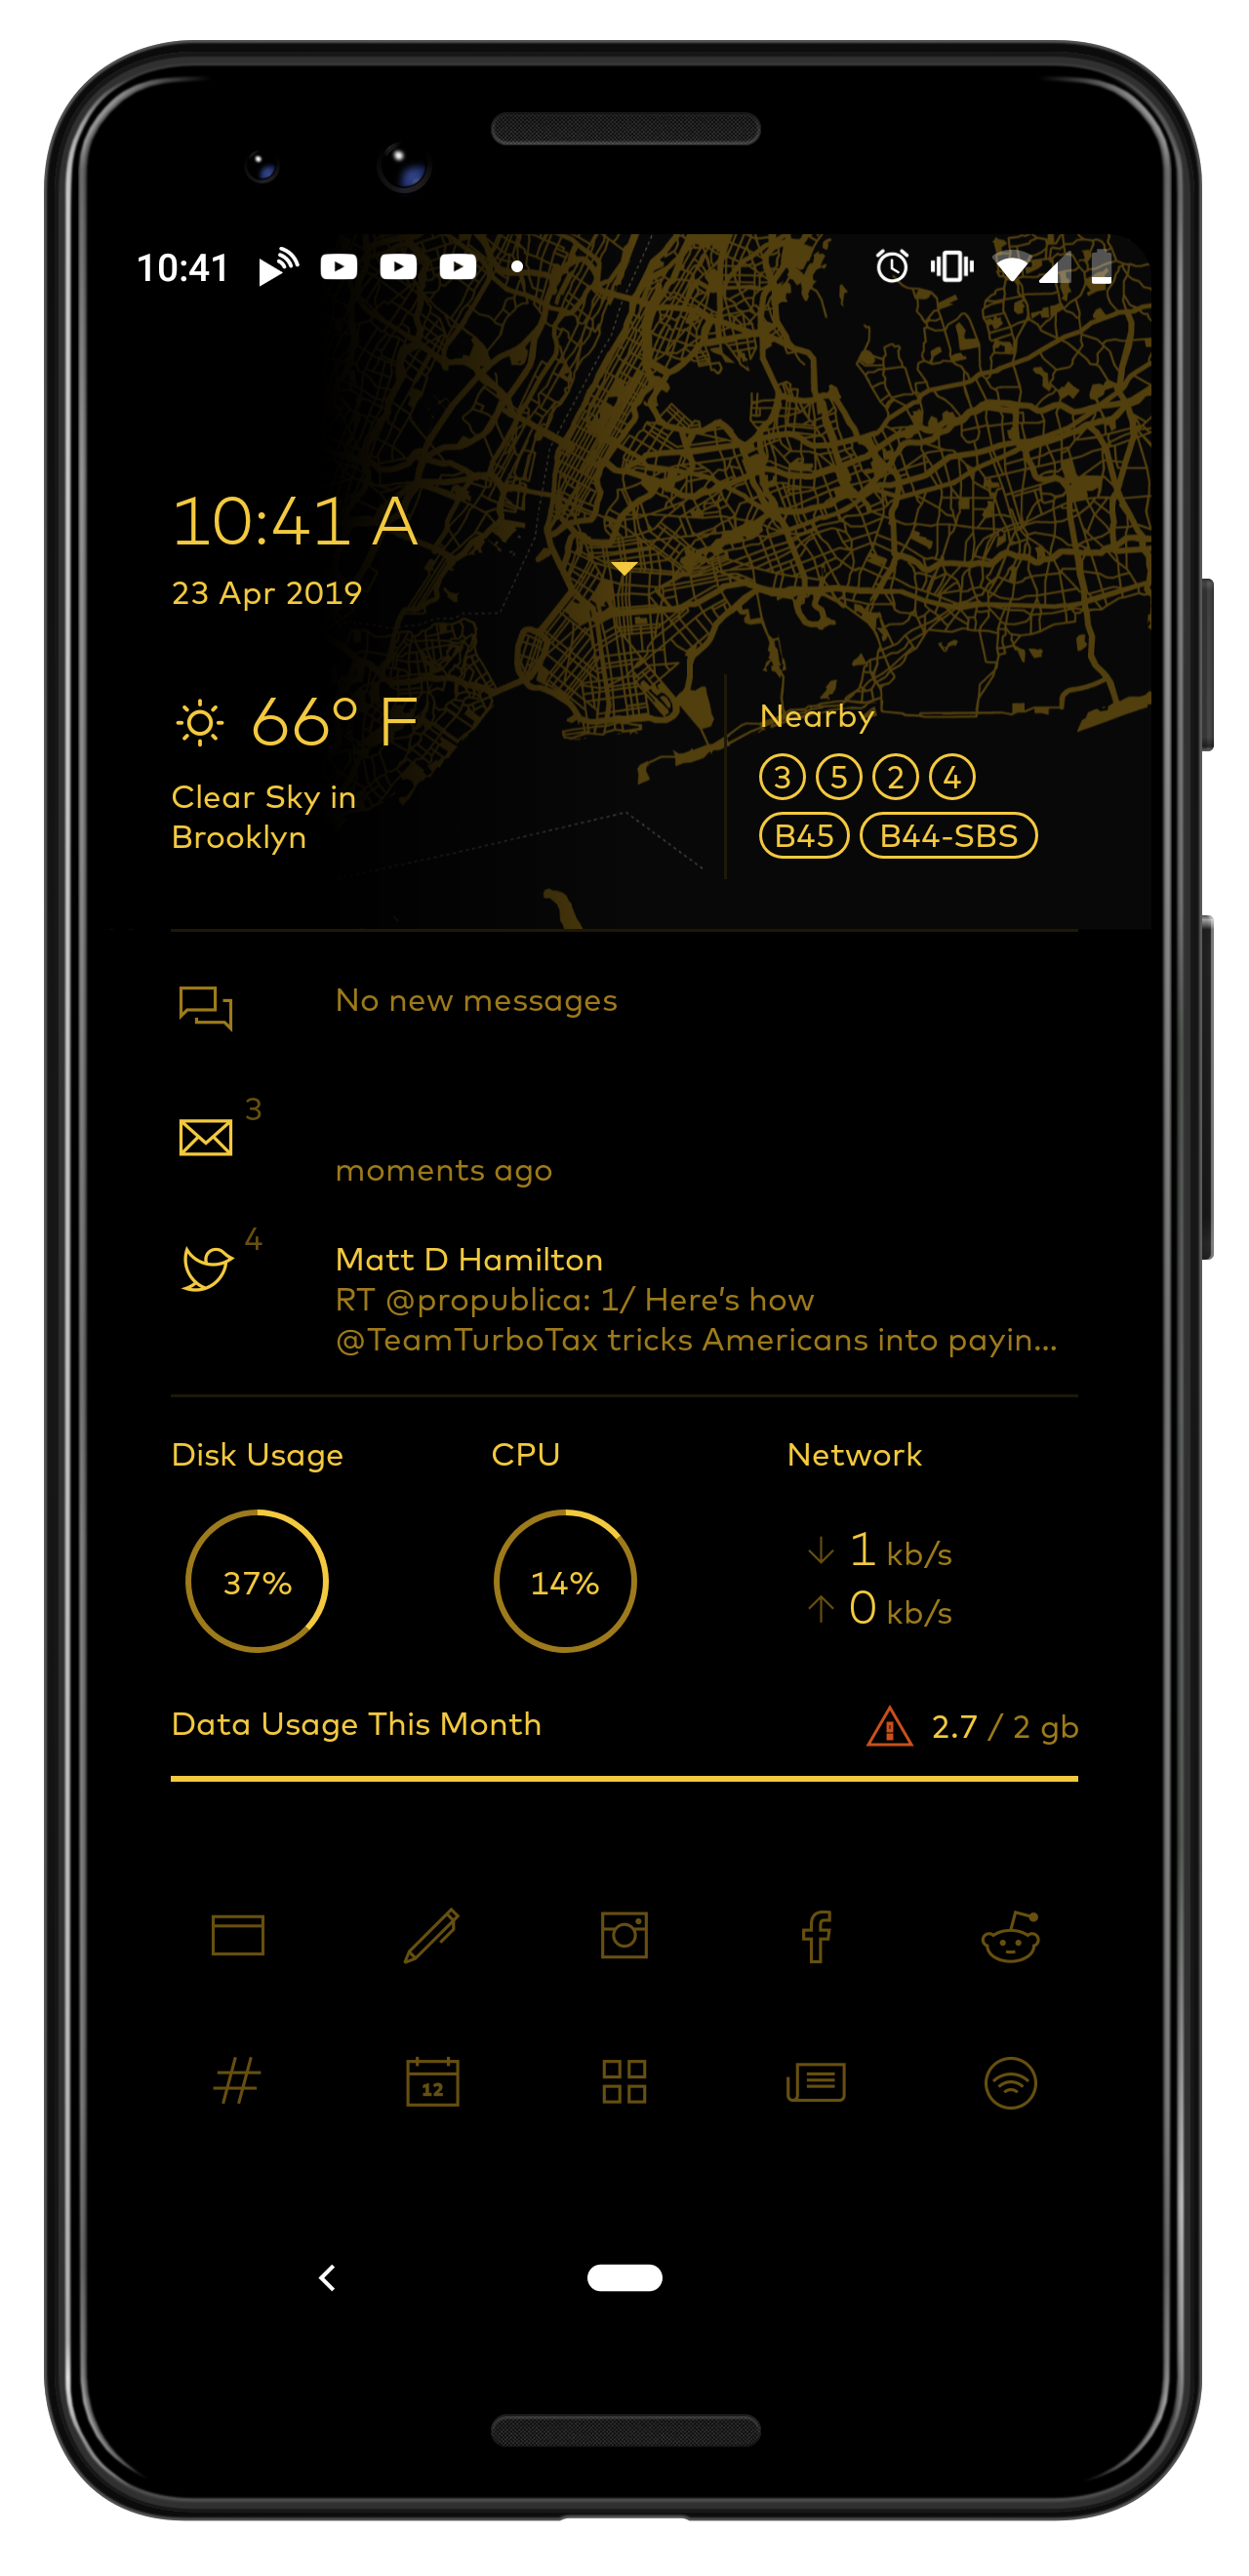 10:41
10:41 A
23 Apr 2019
66° F
Clear Sky in
Brooklyn
Nearby
3 5 2 4
B45 B44-SBS
No new messages
3
moments ago
4
Matt D Hamilton
RT @propublica: 1/ Here's how
@TeamTurboTax tricks Americans into payin...
Disk Usage CPU Network
37% 14%
1 kb/s
0 kb/s
Data Usage This Month 2.7 / 2 gb
12